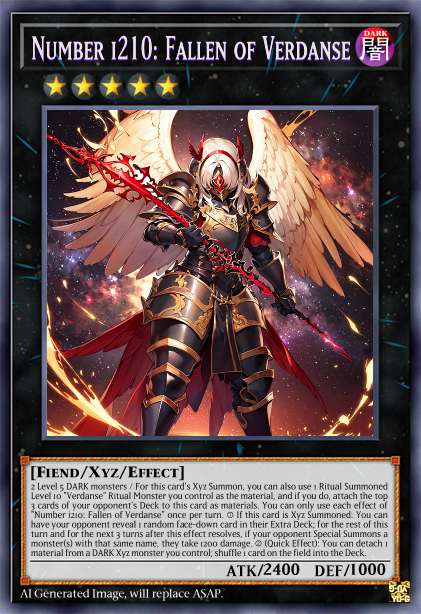 Number 1210: Fallen of Verdanse
DARK
闇
[Fiend/Xyz/Effect]
2 Level 5 DARK monsters / For this card's Xyz Summon, you can also use 1 Ritual Summoned
Level 10 "Verdanse" Ritual Monster you control as the material, and if you do, attach the top
3 cards of your opponent's Deck to this card as materials. You can only use each effect of
"Number 1210: Fallen of Verdanse" once per turn. ① If this card is Xyz Summoned: You can
have your opponent reveal 1 random face-down card in their Extra Deck; for the rest of this
turn and for the next 3 turns after this effect resolves, if your opponent Special Summons a
monster(s) with that same name, they take 1200 damage. ① (Quick Effect): You can detach 1
material from a DARK Xyz monster you control; shuffle 1 card on the field into the Deck.
ATK/2400 DEF/1000
AI Generated Image, will replace ASAP.